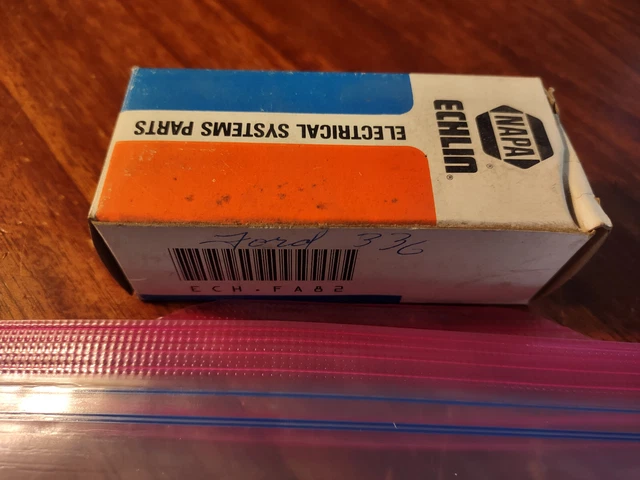 NAPA
ECHLIN®
ELECTRICAL SYSTEMS PARTS
Ford 336
ECH.FA82